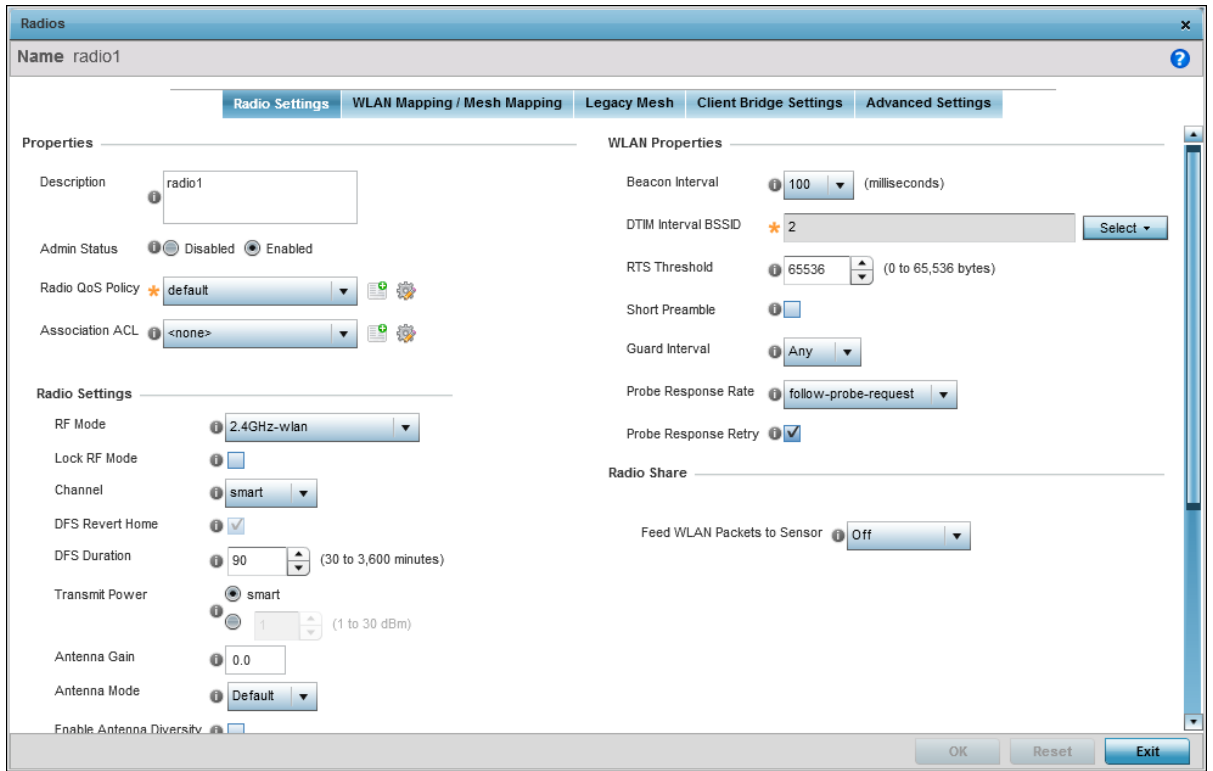 Radios
Name radio1
Radio Settings
WLAN Mapping / Mesh Mapping
Legacy Mesh
Client Bridge Settings
Advanced Settings
Properties
Description
radio1
Admin Status
Disabled
Enabled
Radio QoS Policy
default
Association ACL
<none>
Radio Settings
RF Mode
2.4GHz-wlan
Lock RF Mode
Channel
smart
DFS Revert Home
DFS Duration
90
(30 to 3,600 minutes)
Transmit Power
smart
1
(1 to 30 dBm)
Antenna Gain
0.0
Antenna Mode
Default
Enable Antenna Diversity
WLAN Properties
Beacon Interval
100
(milliseconds)
DTIM Interval BSSID
2
Select
RTS Threshold
65536
(0 to 65,536 bytes)
Short Preamble
Guard Interval
Any
Probe Response Rate
follow-probe-request
Probe Response Retry
Radio Share
Feed WLAN Packets to Sensor
Off
OK
Reset
Exit